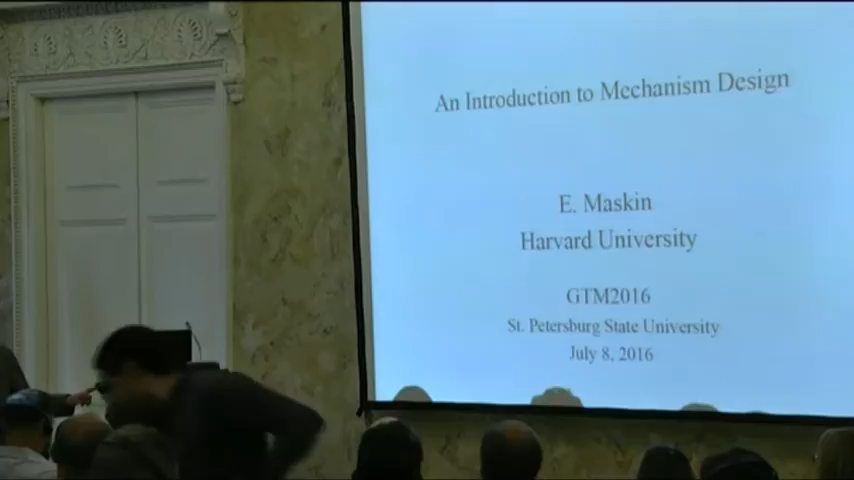 An Introduction to Mechanism Design
E. Maskin
Harvard University
GTM2016
St. Petersburg State University
July 8, 2016